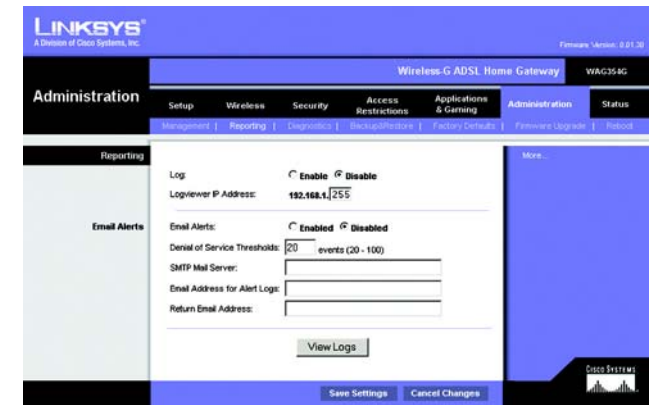 LINKSYS®
A Division of Cisco Systems, Inc.
Firmware Version: 0.01.30
Wireless-G ADSL Home Gateway WAG354G
Administration
Setup Wireless Security Access Restrictions Applications & Gaming Administration Status
Management | Reporting | Diagnostics | Backup&Restore | Factory Defaults | Firmware Upgrade | Reboot
Reporting
More...
Log: Enable Disable
Logviewer IP Address: 192.168.1.255
Email Alerts
Email Alerts: Enabled Disabled
Denial of Service Thresholds: 20 events (20 - 100)
SMTP Mail Server:
Email Address for Alert Logs:
Return Email Address:
View Logs
Save Settings Cancel Changes
CISCO SYSTEMS